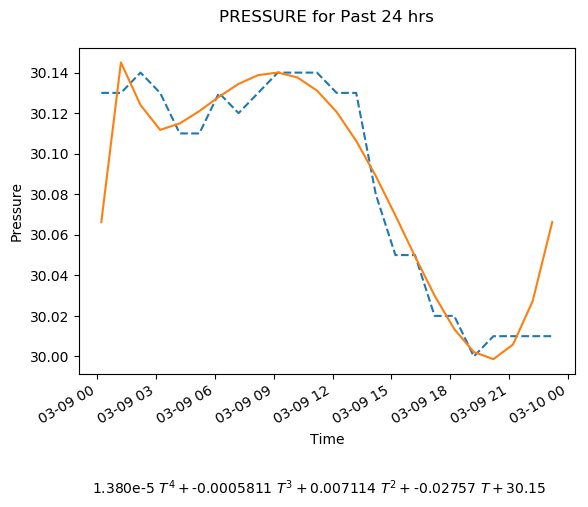 PRESSURE for Past 24 hrs
30.14
30.12
30.10
30.08
30.06
30.04
30.02
30.00
Pressure
03-09 00 03-09 03 03-09 06 03-09 09 03-09 12 03-09 15 03-09 18 03-09 21 03-10 00
Time
1.380e-5 T⁴ + -0.0005811 T³ + 0.007114 T² + -0.02757 T + 30.15